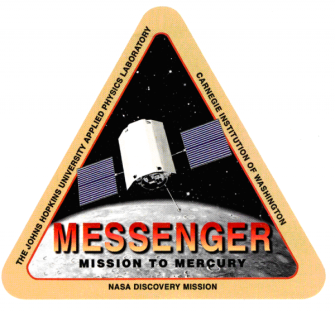 THE JOHNS HOPKINS UNIVERSITY APPLIED PHYSICS LABORATORY
CARNEGIE INSTITUTION OF WASHINGTON
MESSENGER
MISSION TO MERCURY
NASA DISCOVERY MISSION